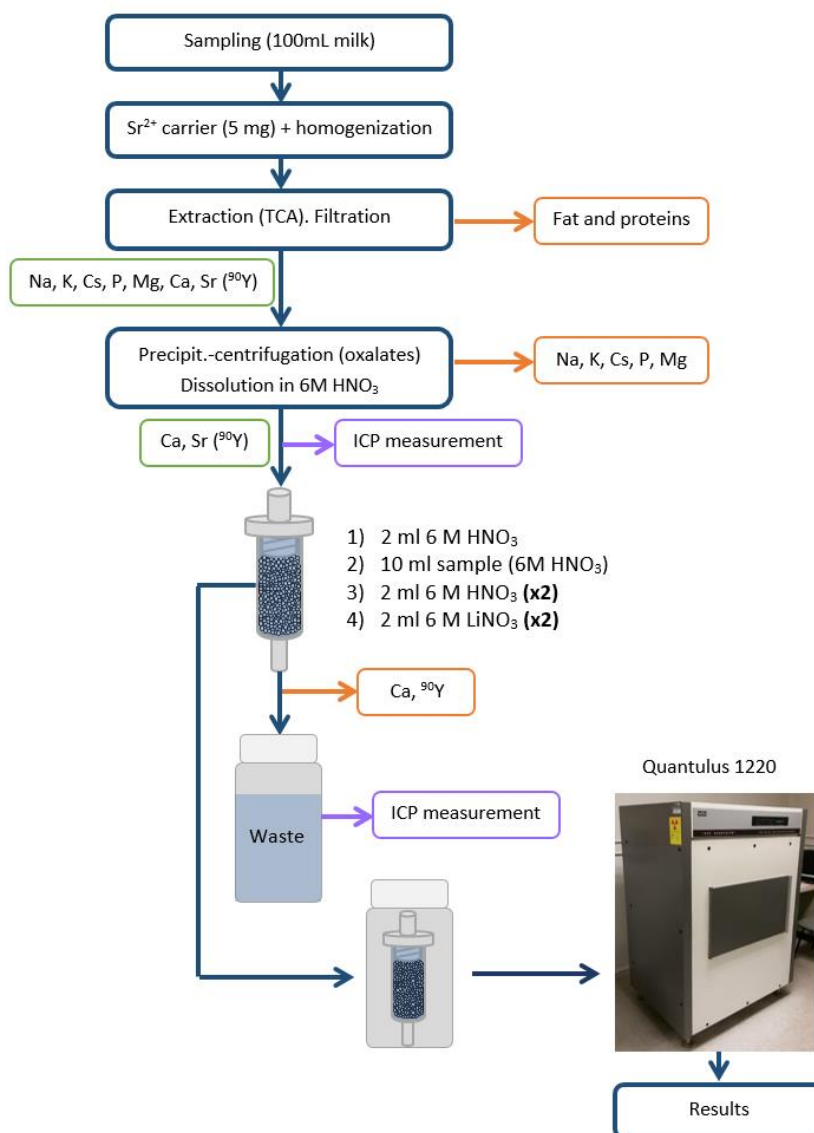 Sampling (100mL milk)
Sr²⁺ carrier (5 mg) + homogenization
Extraction (TCA). Filtration
Fat and proteins
Na, K, Cs, P, Mg, Ca, Sr (⁹⁰Y)
Precipit.-centrifugation (oxalates)
Dissolution in 6M HNO₃
Na, K, Cs, P, Mg
Ca, Sr (⁹⁰Y)
ICP measurement
1) 2 ml 6 M HNO₃
2) 10 ml sample (6M HNO₃)
3) 2 ml 6 M HNO₃ (x2)
4) 2 ml 6 M LiNO₃ (x2)
Ca, ⁹⁰Y
Waste
ICP measurement
Quantulus 1220
Results